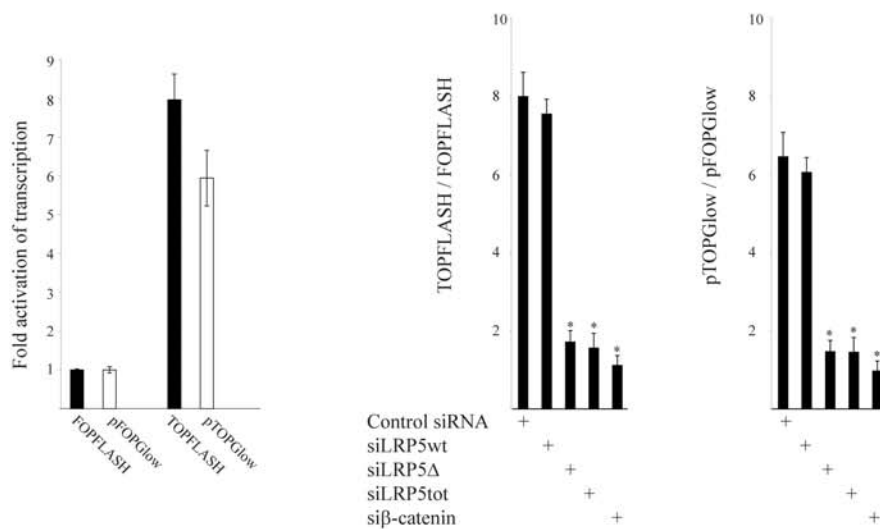 Fold activation of transcription
9
8
7
6
5
4
3
2
1
FOPFLASH
pFOPGlow
TOPFLASH
pTOPGlow
TOPFLASH / FOPFLASH
10
8
6
4
2
* * *
pTOPGlow / pFOPGlow
10
8
6
4
2
* * *
Control siRNA + +
siLRP5wt + +
siLRP5Δ + +
siLRP5tot + +
siβ-catenin + +